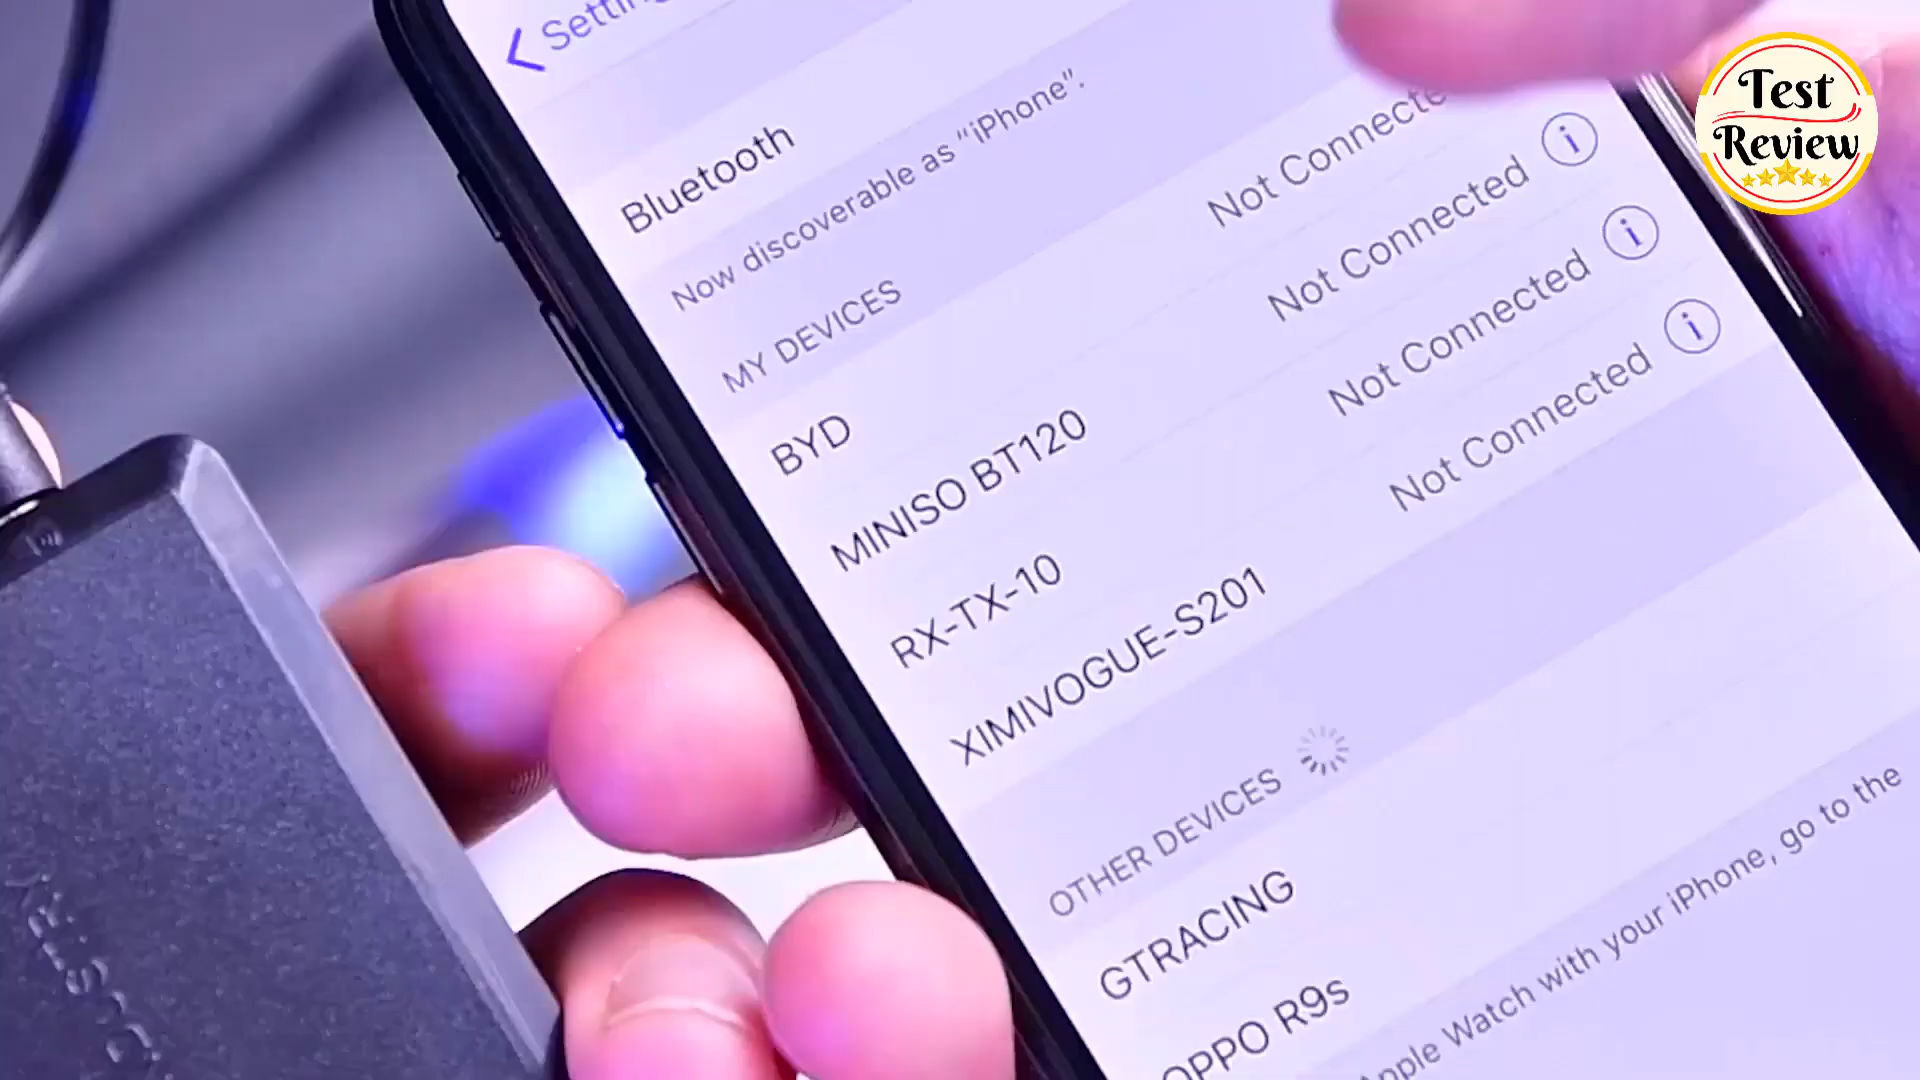 Test
Review
Bluetooth
Now discoverable as "iPhone".
MY DEVICES
BYD Not Connected
MINISO BT120 Not Connected
RX-TX-10 Not Connected
XIMIVOGUE-S201 Not Connected
OTHER DEVICES
GTRACING
OPPO R9s
Apple Watch with your iPhone, go to the